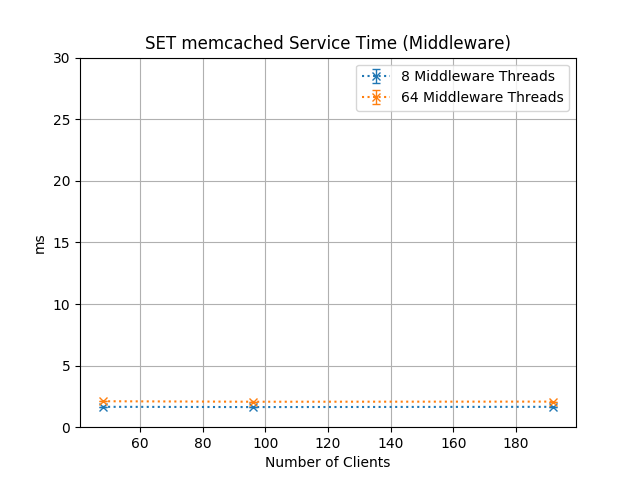 SET memcached Service Time (Middleware)
8 Middleware Threads
64 Middleware Threads
30
25
20
15
10
5
0
ms
60 80 100 120 140 160 180
Number of Clients